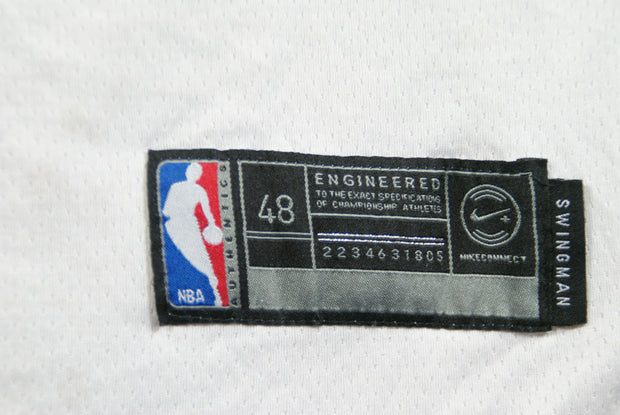 NBA
AUTHENTICS
48
ENGINEERED
TO THE EXACT SPECIFICATIONS
OF CHAMPIONSHIP ATHLETES
2234631805
NIKECONNECT
SWINGMAN